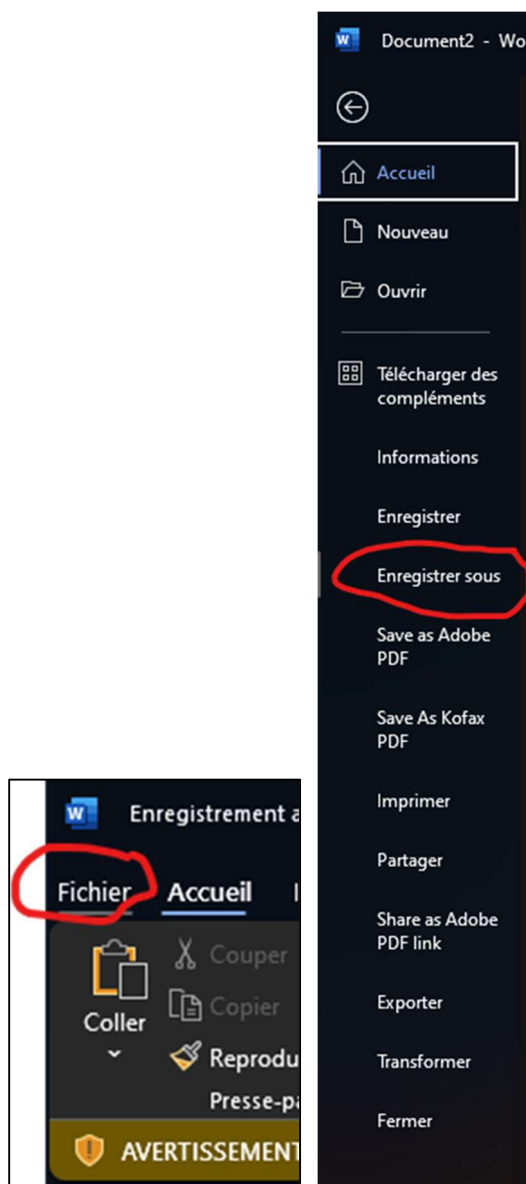 Enregistrement
Fichier Accueil
Couper
Copier
Coller
Presse-
AVERTISSEMENT
Document2 - Wo
Accueil
Nouveau
Ouvrir
Télécharger des
compléments
Informations
Enregistrer
Enregistrer sous
Save as Adobe
PDF
Save As Kofax
PDF
Imprimer
Partager
Share as Adobe
PDF link
Exporter
Transformer
Fermer